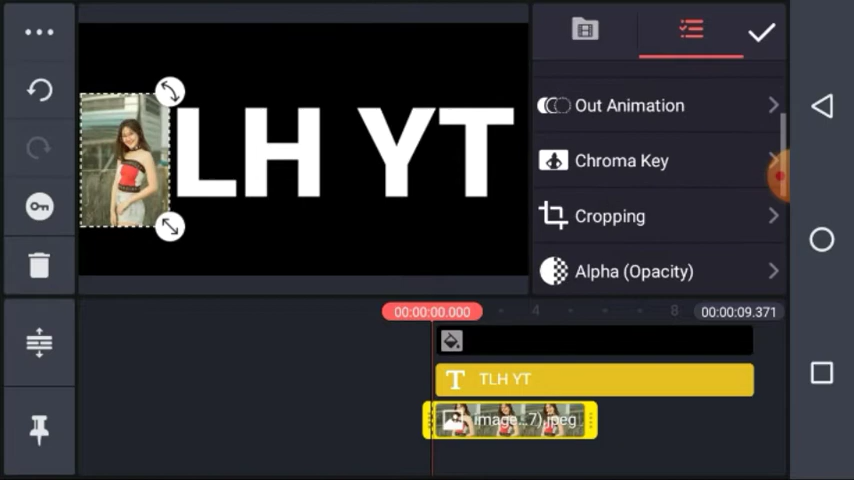 LH YT
Out Animation
Chroma Key
Cropping
Alpha (Opacity)
00:00:00.000
4
8
00:00:09.371
T TLH YT
image...7).jpeg